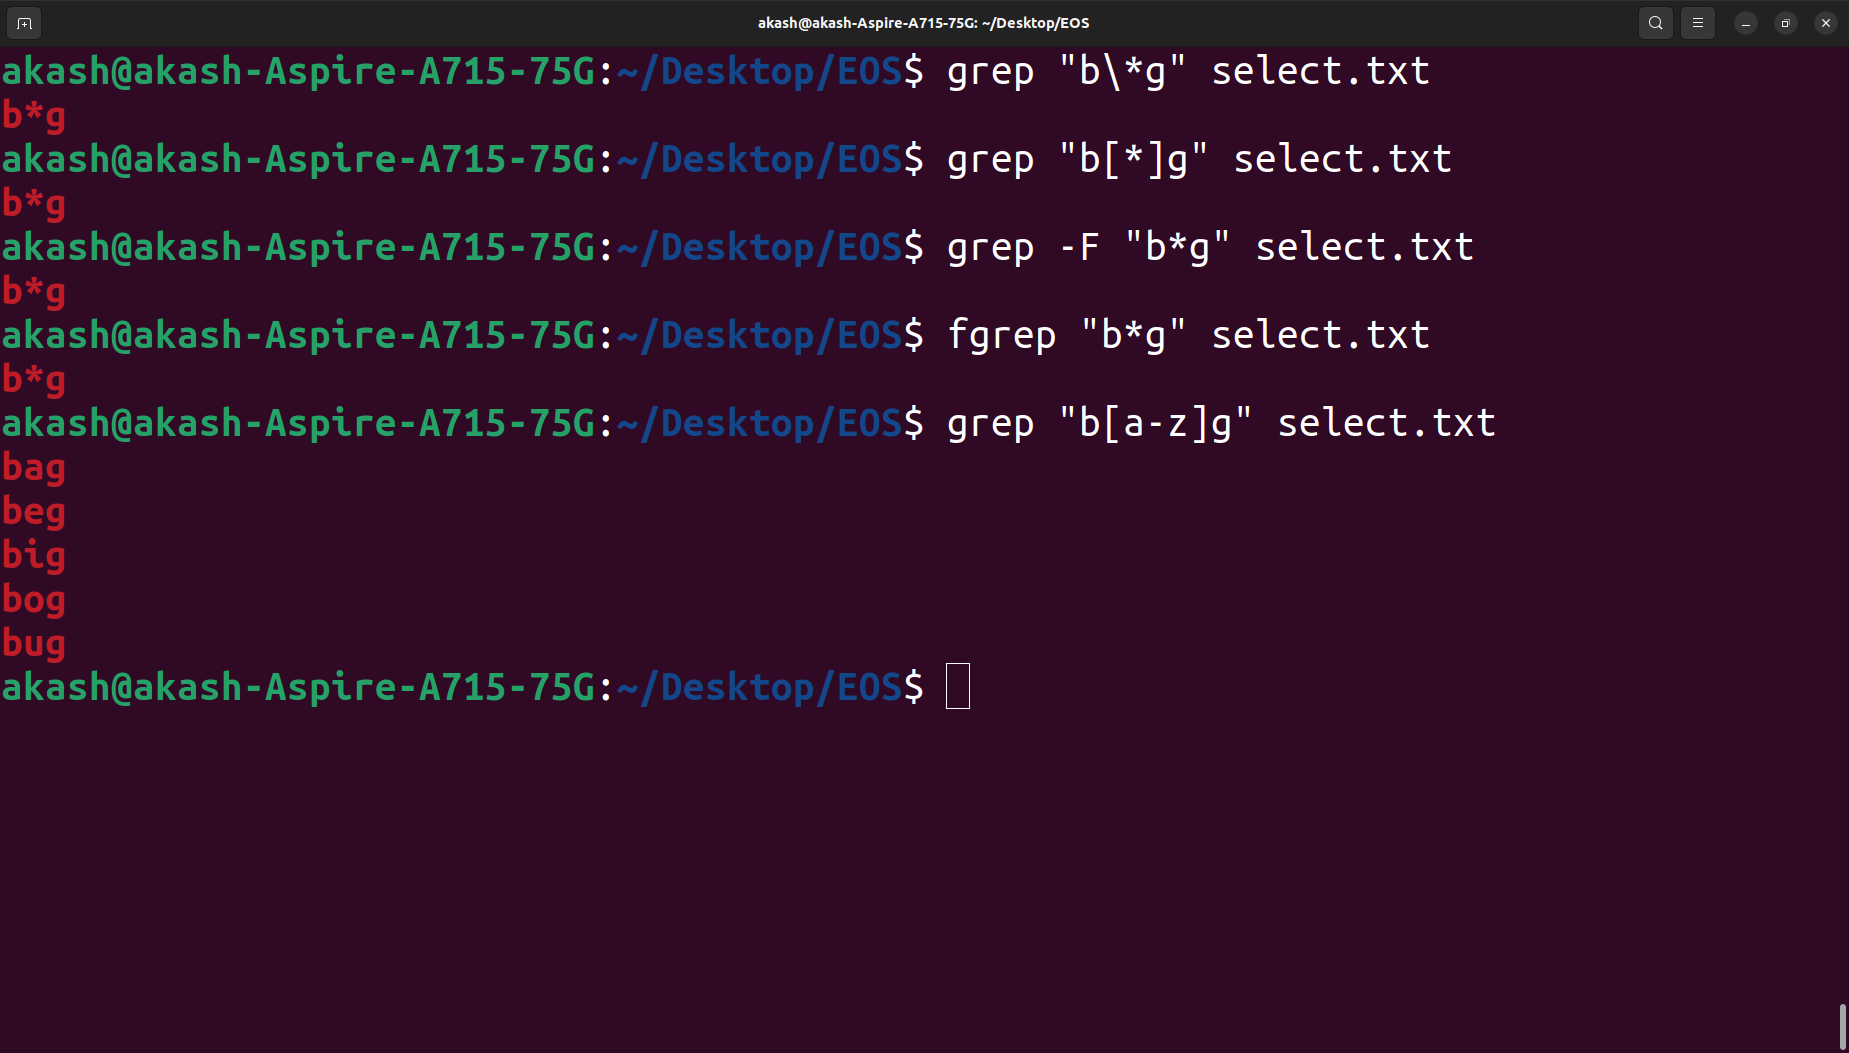 akash@akash-Aspire-A715-75G: ~/Desktop/EOS
akash@akash-Aspire-A715-75G:~/Desktop/EOS$ grep "b\*g" select.txt
b*g
akash@akash-Aspire-A715-75G:~/Desktop/EOS$ grep "b[*]g" select.txt
b*g
akash@akash-Aspire-A715-75G:~/Desktop/EOS$ grep -F "b*g" select.txt
b*g
akash@akash-Aspire-A715-75G:~/Desktop/EOS$ fgrep "b*g" select.txt
b*g
akash@akash-Aspire-A715-75G:~/Desktop/EOS$ grep "b[a-z]g" select.txt
bag
beg
big
bog
bug
akash@akash-Aspire-A715-75G:~/Desktop/EOS$